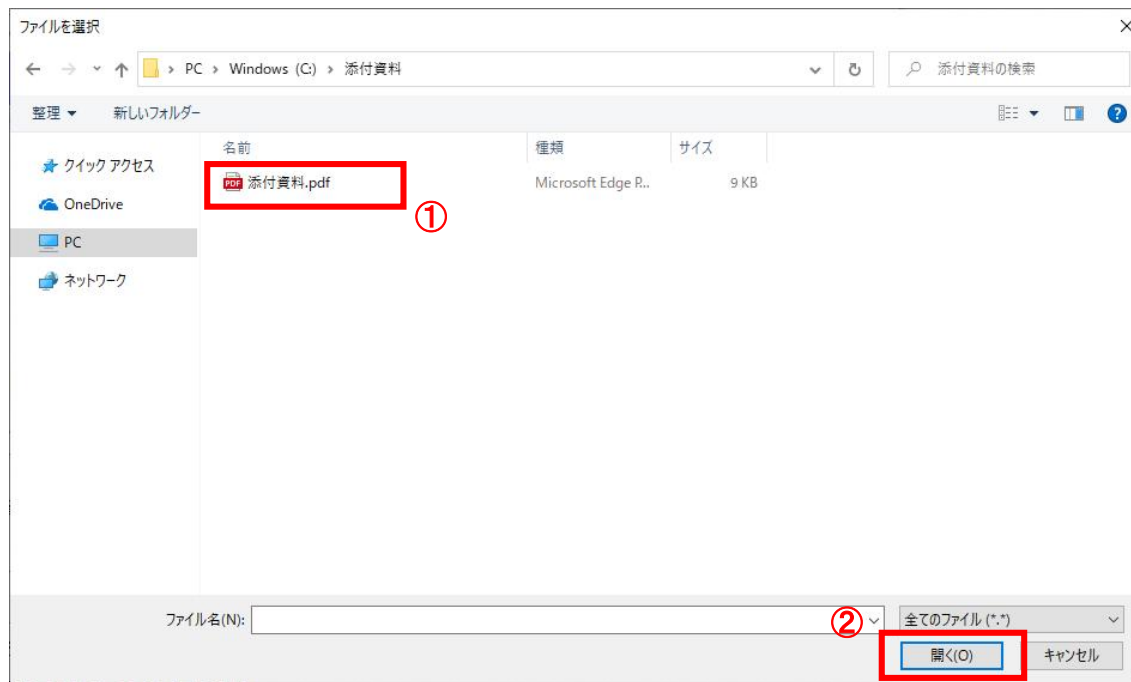 ファイルを選択
PC › Windows (C:) › 添付資料
添付資料の検索
整理
新しいフォルダー
名前 種類 サイズ
クイック アクセス
PDF 添付資料.pdf Microsoft Edge P... 9 KB
①
OneDrive
PC
ネットワーク
ファイル名(N):
②
全てのファイル (*.*)
開く(O)
キャンセル